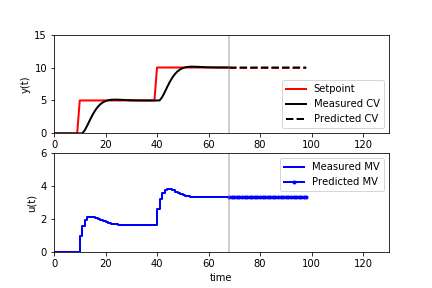 15
10
5
0
y(t)
Setpoint
Measured CV
Predicted CV
0 20 40 60 80 100 120
6
4
2
0
u(t)
Measured MV
Predicted MV
0 20 40 60 80 100 120
time